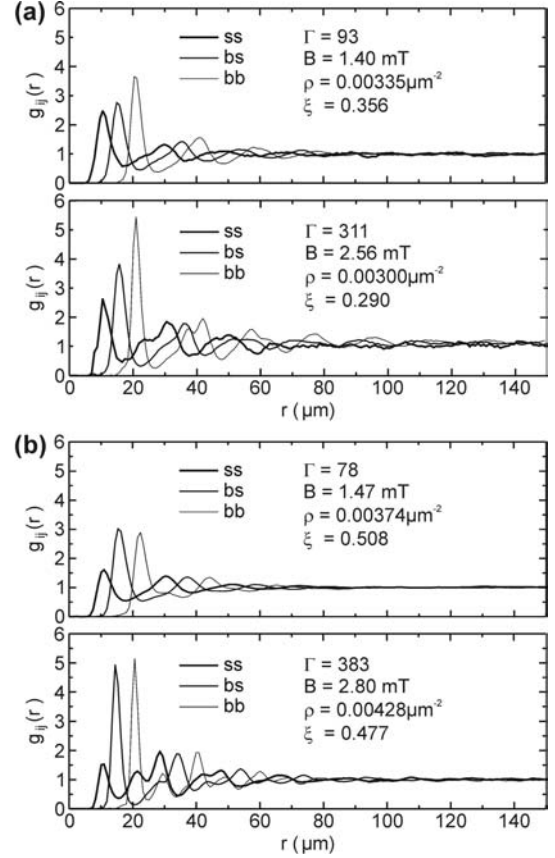 (a)
6
5
4
3
2
1
0
g_ij(r)
ss
bs
bb
Γ = 93
B = 1.40 mT
ρ = 0.00335µm⁻²
ξ = 0.356
6
5
4
3
2
1
0
g_ij(r)
ss
bs
bb
Γ = 311
B = 2.56 mT
ρ = 0.00300µm⁻²
ξ = 0.290
0 20 40 60 80 100 120 140
r (µm)
(b)
6
5
4
3
2
1
0
g_ij(r)
ss
bs
bb
Γ = 78
B = 1.47 mT
ρ = 0.00374µm⁻²
ξ = 0.508
6
5
4
3
2
1
0
g_ij(r)
ss
bs
bb
Γ = 383
B = 2.80 mT
ρ = 0.00428µm⁻²
ξ = 0.477
0 20 40 60 80 100 120 140
r (µm)